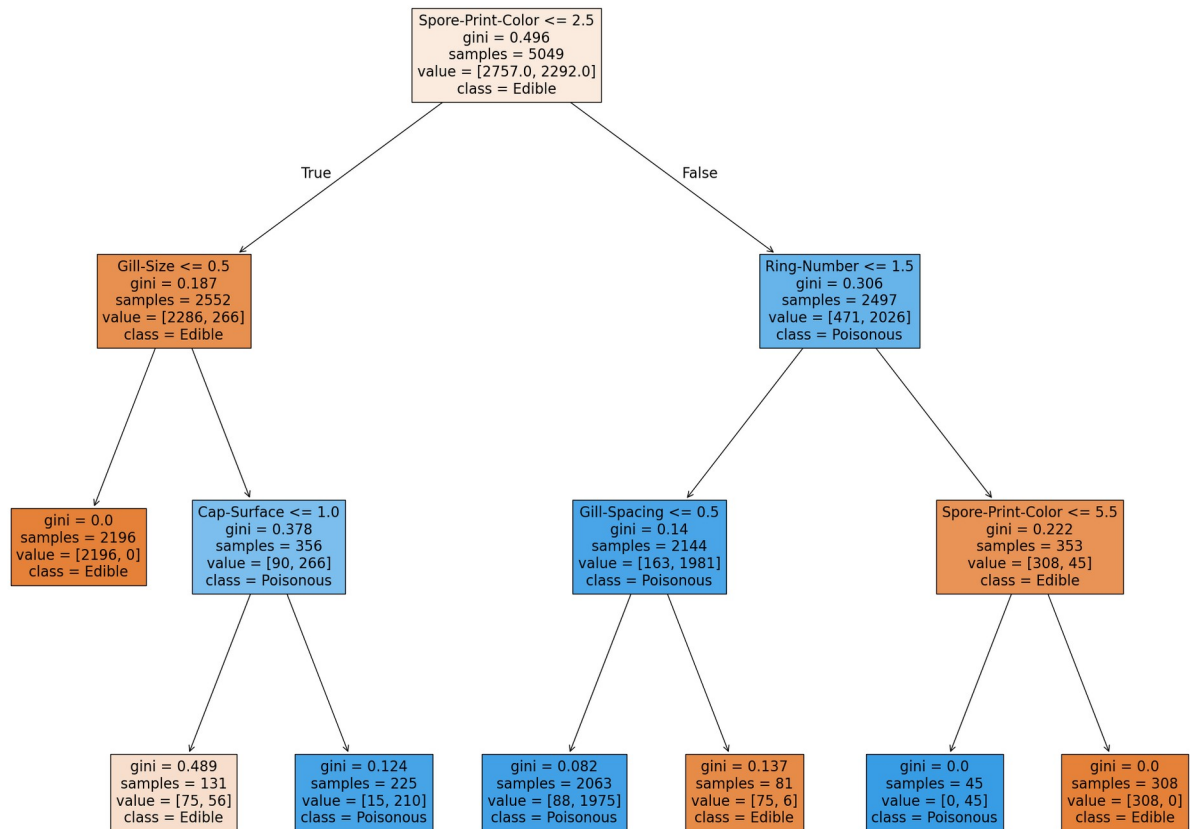 Spore-Print-Color <= 2.5
gini = 0.496
samples = 5049
value = [2757.0, 2292.0]
class = Edible
True
False
Gill-Size <= 0.5
gini = 0.187
samples = 2552
value = [2286, 266]
class = Edible
Ring-Number <= 1.5
gini = 0.306
samples = 2497
value = [471, 2026]
class = Poisonous
gini = 0.0
samples = 2196
value = [2196, 0]
class = Edible
Cap-Surface <= 1.0
gini = 0.378
samples = 356
value = [90, 266]
class = Poisonous
Gill-Spacing <= 0.5
gini = 0.14
samples = 2144
value = [163, 1981]
class = Poisonous
Spore-Print-Color <= 5.5
gini = 0.222
samples = 353
value = [308, 45]
class = Edible
gini = 0.489
samples = 131
value = [75, 56]
class = Edible
gini = 0.124
samples = 225
value = [15, 210]
class = Poisonous
gini = 0.082
samples = 2063
value = [88, 1975]
class = Poisonous
gini = 0.137
samples = 81
value = [75, 6]
class = Edible
gini = 0.0
samples = 45
value = [0, 45]
class = Poisonous
gini = 0.0
samples = 308
value = [308, 0]
class = Edible